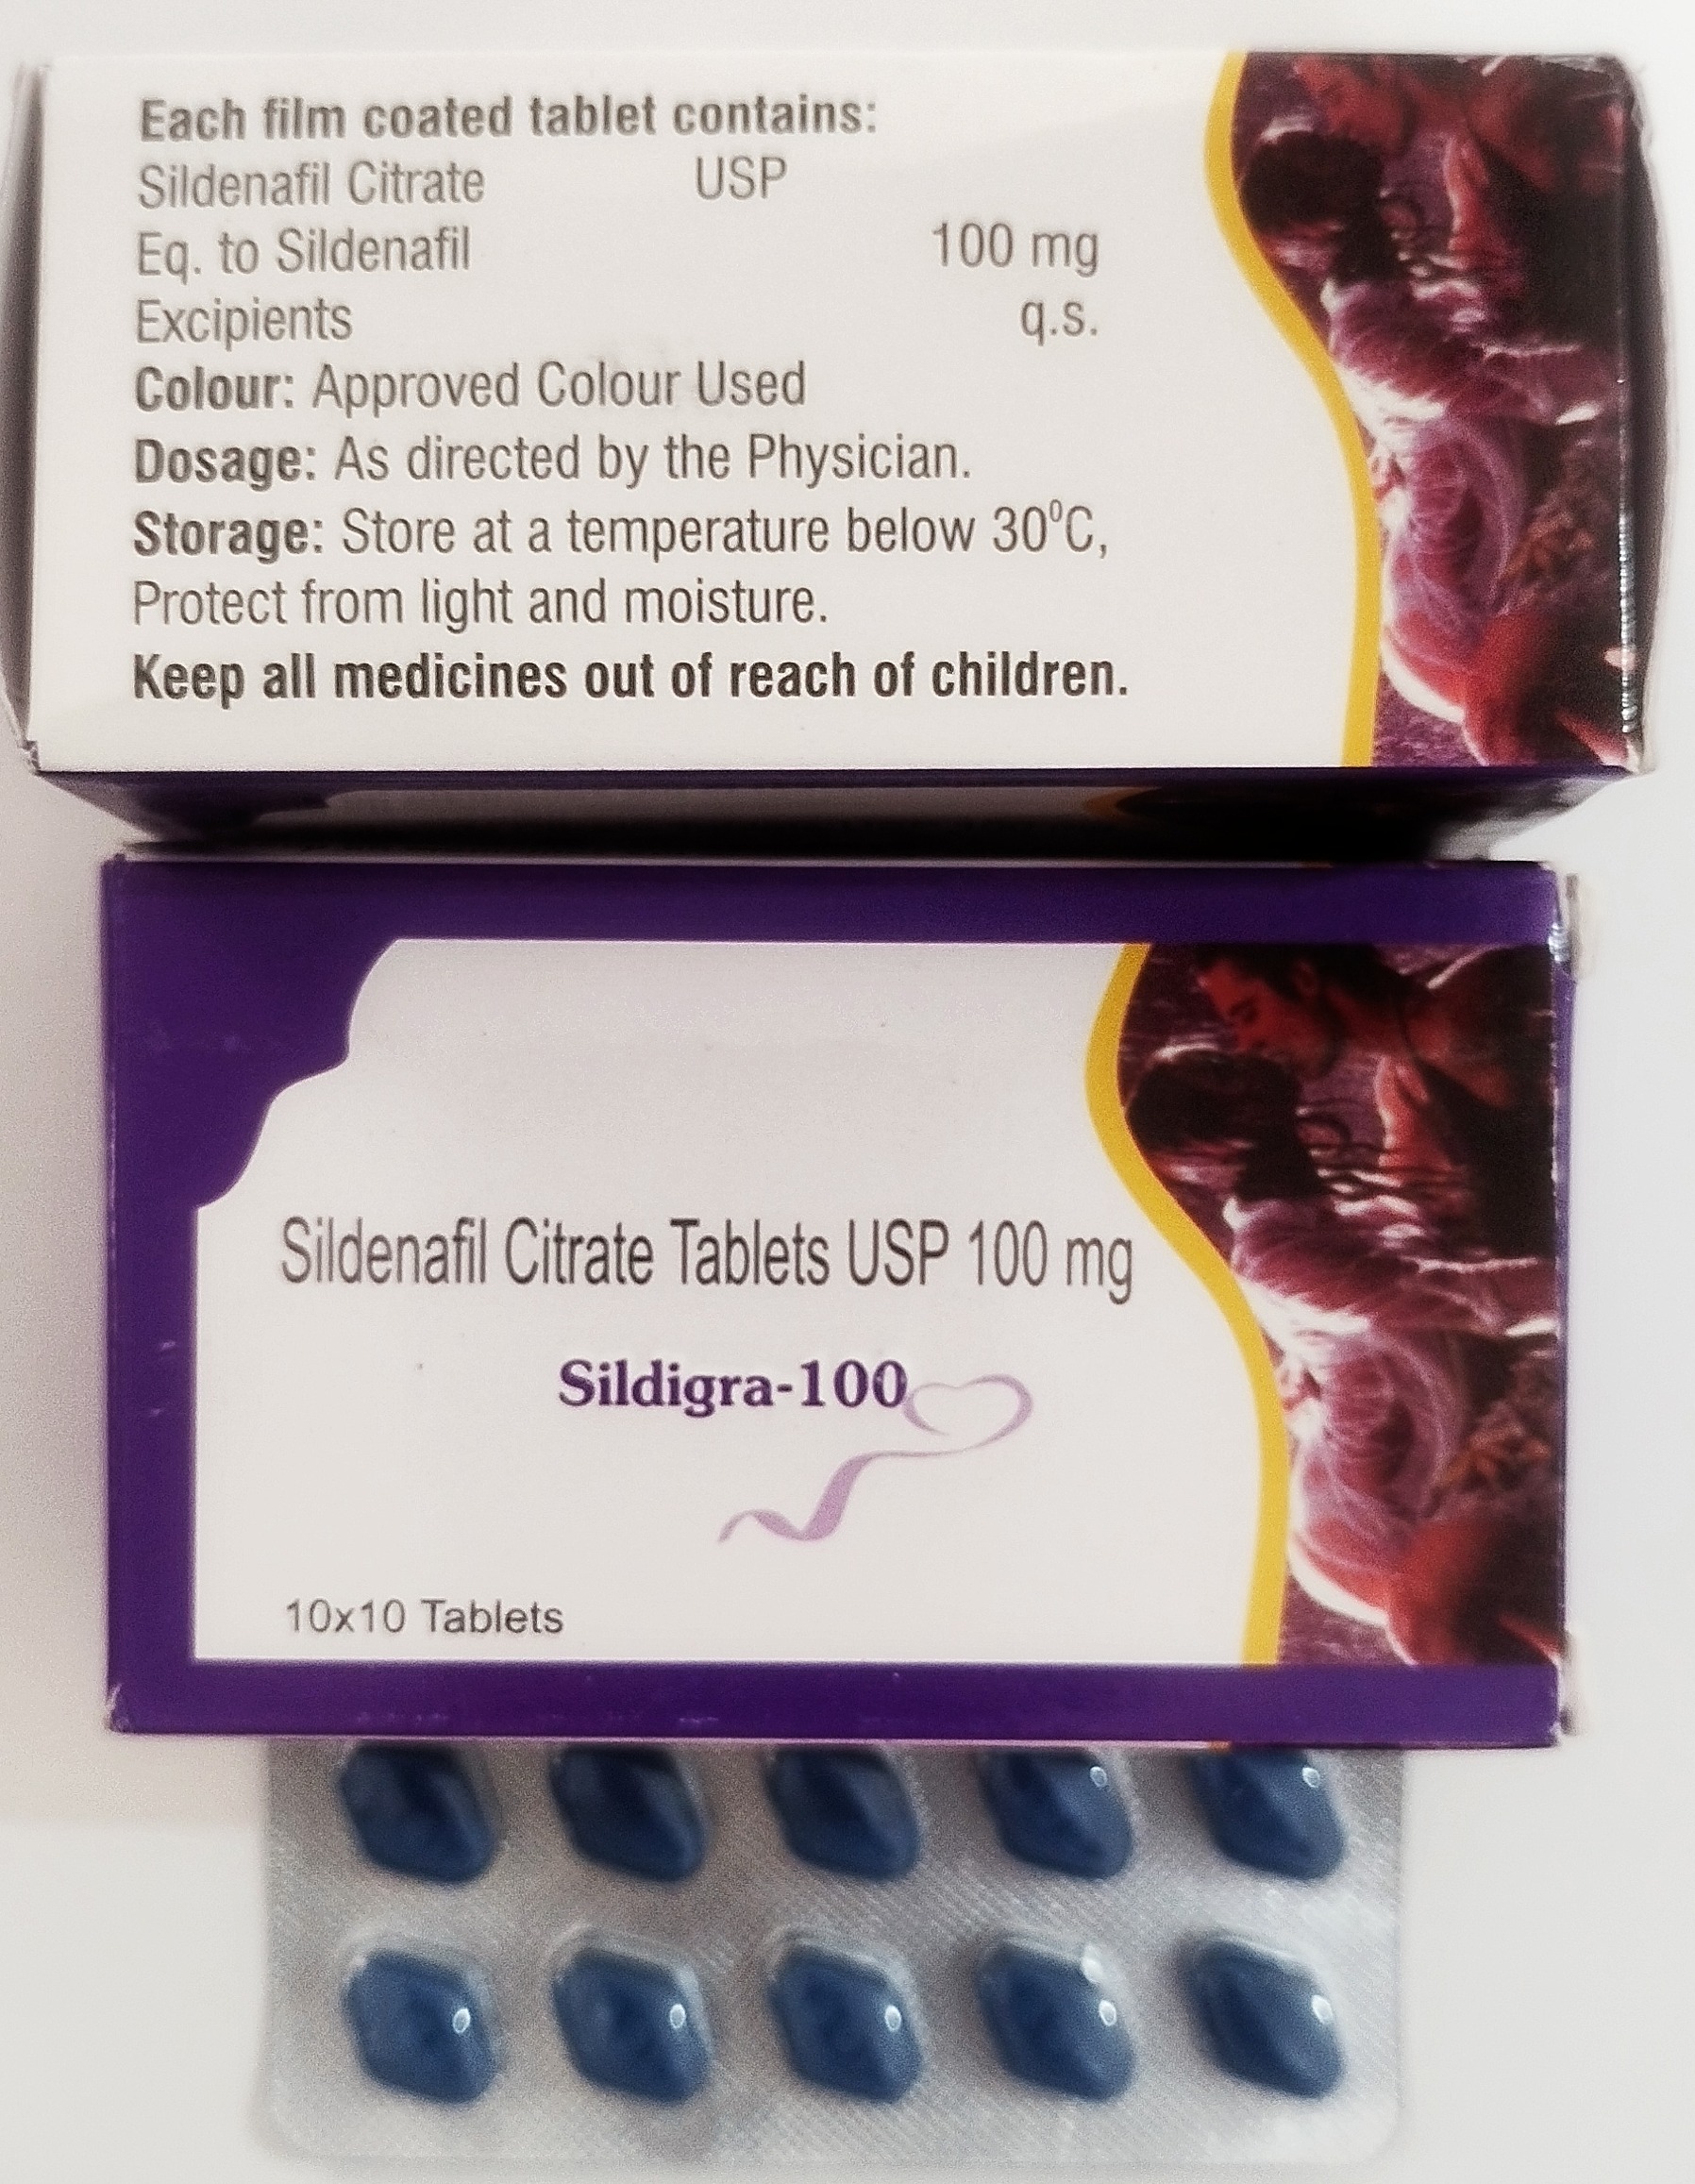 Each film coated tablet contains:
Sildenafil Citrate USP
Eq. to Sildenafil 100 mg
Excipients q.s.
Colour: Approved Colour Used
Dosage: As directed by the Physician.
Storage: Store at a temperature below 30⁰C,
Protect from light and moisture.
Keep all medicines out of reach of children.
Sildenafil Citrate Tablets USP 100 mg
Sildigra-100
10x10 Tablets